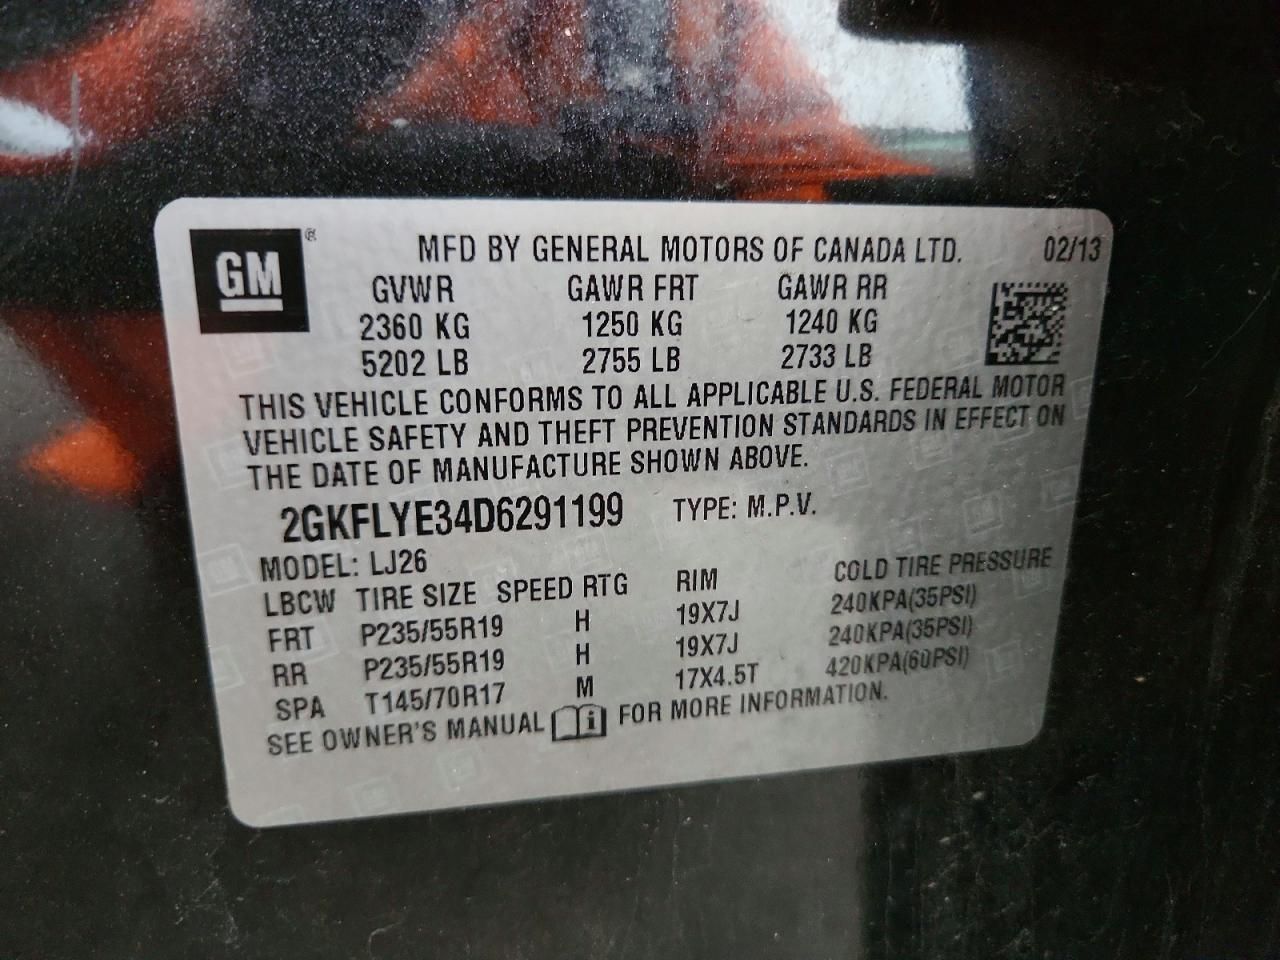 GM®
MFD BY GENERAL MOTORS OF CANADA LTD. 02/13
GVWR GAWR FRT GAWR RR
2360 KG 1250 KG 1240 KG
5202 LB 2755 LB 2733 LB
THIS VEHICLE CONFORMS TO ALL APPLICABLE U.S. FEDERAL MOTOR
VEHICLE SAFETY AND THEFT PREVENTION STANDARDS IN EFFECT ON
THE DATE OF MANUFACTURE SHOWN ABOVE.
2GKFLYE34D6291199 TYPE: M.P.V.
MODEL: LJ26
LBCW TIRE SIZE SPEED RTG RIM COLD TIRE PRESSURE
FRT P235/55R19 H 19X7J 240KPA(35PSI)
RR P235/55R19 H 19X7J 240KPA(35PSI)
SPA T145/70R17 M 17X4.5T 420KPA(60PSI)
SEE OWNER'S MANUAL i FOR MORE INFORMATION.